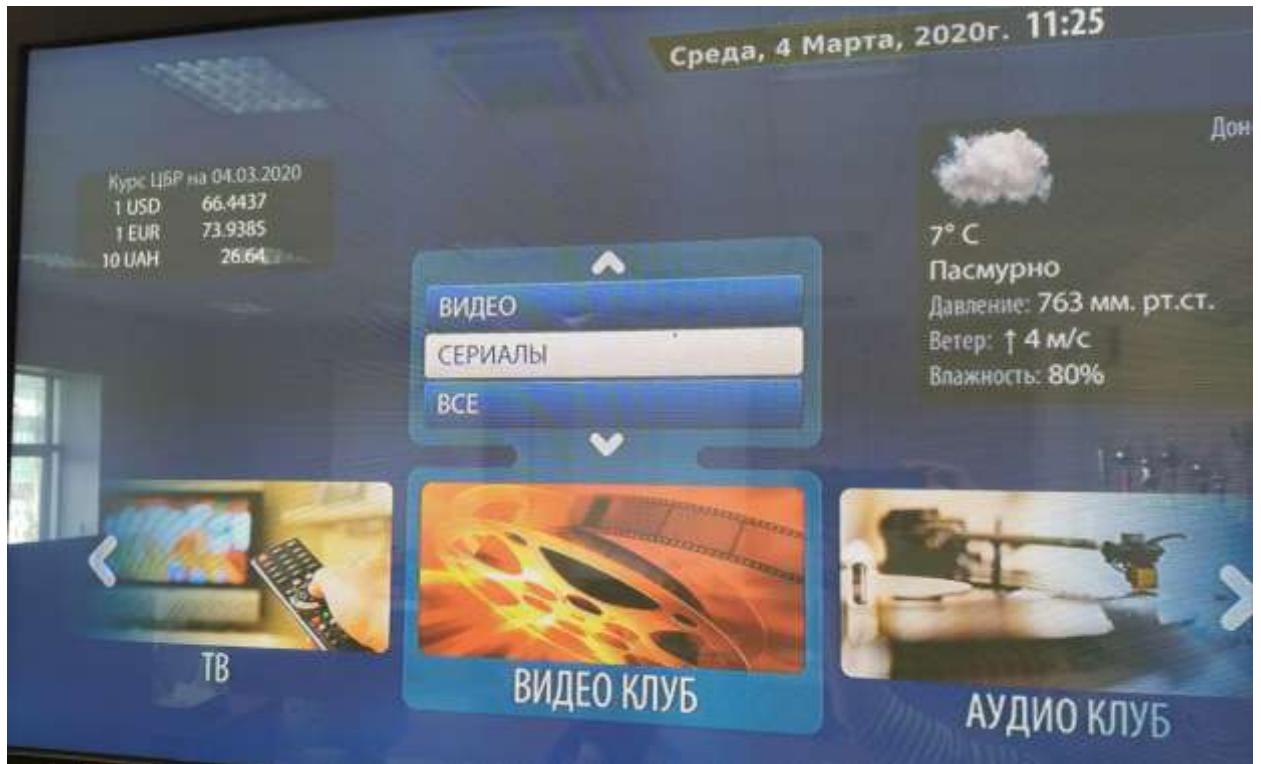 Среда, 4 Марта, 2020г. 11:25
Курс ЦБР на 04.03.2020
1 USD 66.4437
1 EUR 73.9385
10 UAH 26.64
Дон
7° C
Пасмурно
Давление: 763 мм. рт.ст.
Ветер: ↑ 4 м/с
Влажность: 80%
ВИДЕО
СЕРИАЛЫ
ВСЕ
ТВ
ВИДЕО КЛУБ
АУДИО КЛУБ